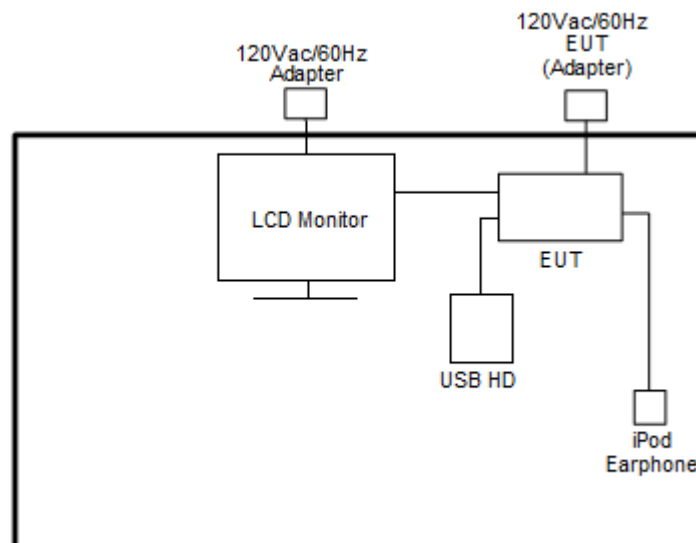 120Vac/60Hz
Adapter
120Vac/60Hz
EUT
(Adapter)
LCD Monitor
EUT
USB HD
iPod
Earphone